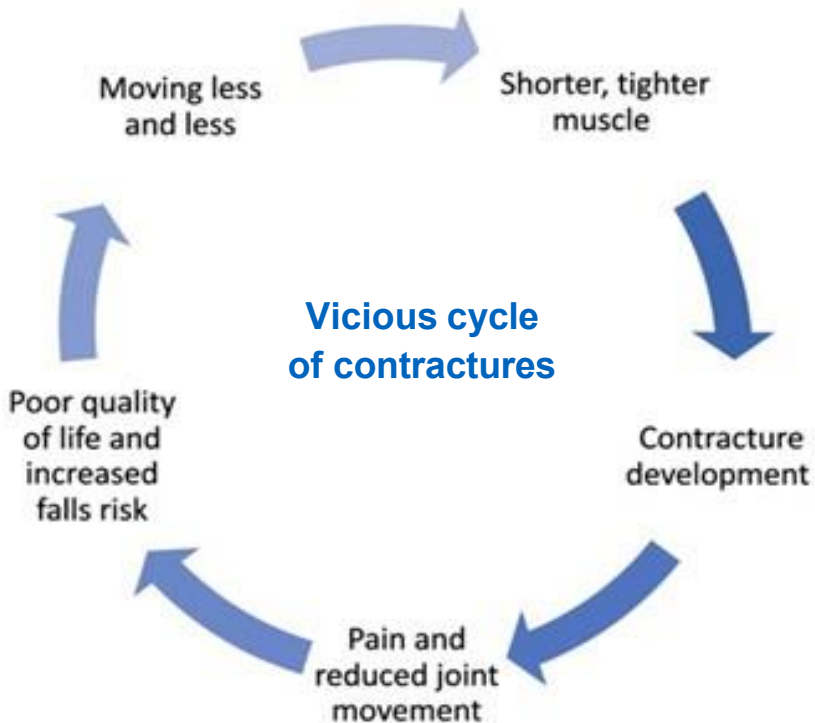 Moving less
and less
Shorter, tighter
muscle
Vicious cycle
of contractures
Contracture
development
Pain and
reduced joint
movement
Poor quality
of life and
increased
falls risk